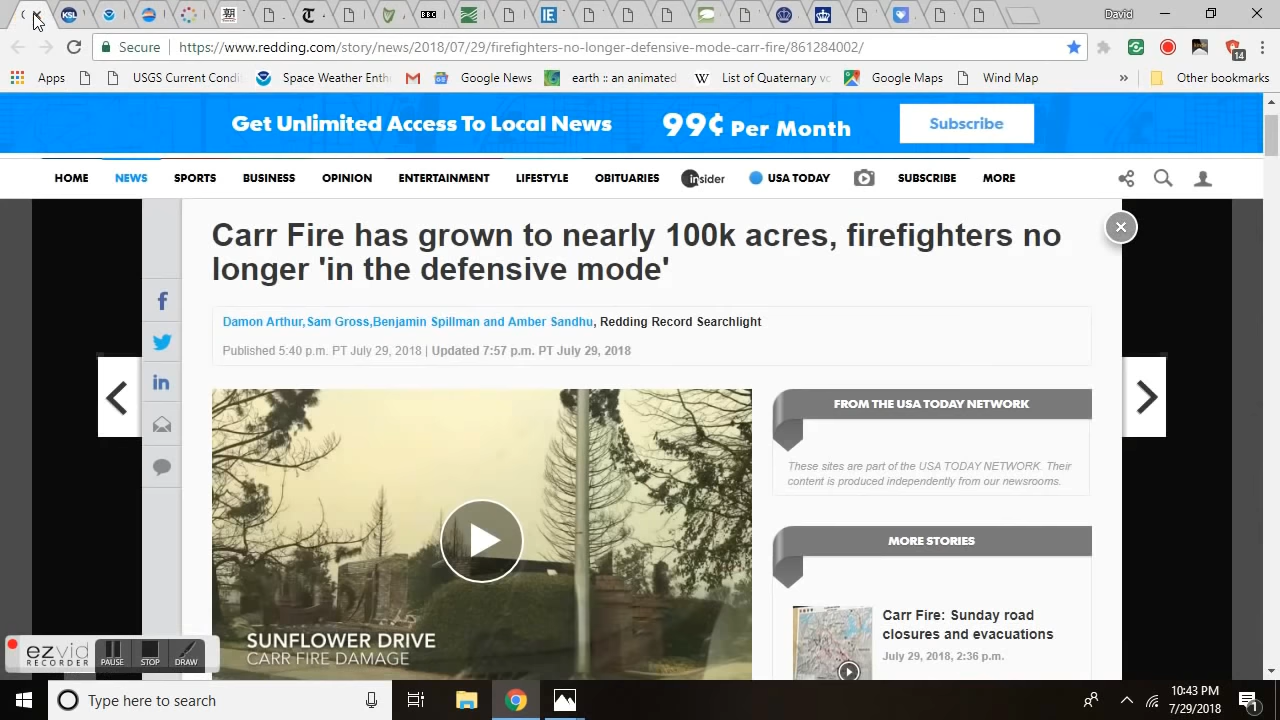 KSL
BBC
IE
David
Secure
https://www.redding.com/story/news/2018/07/29/firefighters-no-longer-defensive-mode-carr-fire/861284002/
14
Apps
USGS Current Condi
Space Weather Enth
Google News
earth :: an animated
List of Quaternary vo
Google Maps
Wind Map
»
Other bookmarks
Get Unlimited Access To Local News
99¢ Per Month
Subscribe
HOME
NEWS
SPORTS
BUSINESS
OPINION
ENTERTAINMENT
LIFESTYLE
OBITUARIES
insider
USA TODAY
SUBSCRIBE
MORE
Carr Fire has grown to nearly 100k acres, firefighters no
longer 'in the defensive mode'
Damon Arthur,Sam Gross,Benjamin Spillman and Amber Sandhu, Redding Record Searchlight
Published 5:40 p.m. PT July 29, 2018 | Updated 7:57 p.m. PT July 29, 2018
SUNFLOWER DRIVE
CARR FIRE DAMAGE
FROM THE USA TODAY NETWORK
These sites are part of the USA TODAY NETWORK. Their
content is produced independently from our newsrooms.
MORE STORIES
Carr Fire: Sunday road
closures and evacuations
July 29, 2018, 2:36 p.m.
ezvid
RECORDER
PAUSE
STOP
DRAW
Type here to search
10:43 PM
7/29/2018
1